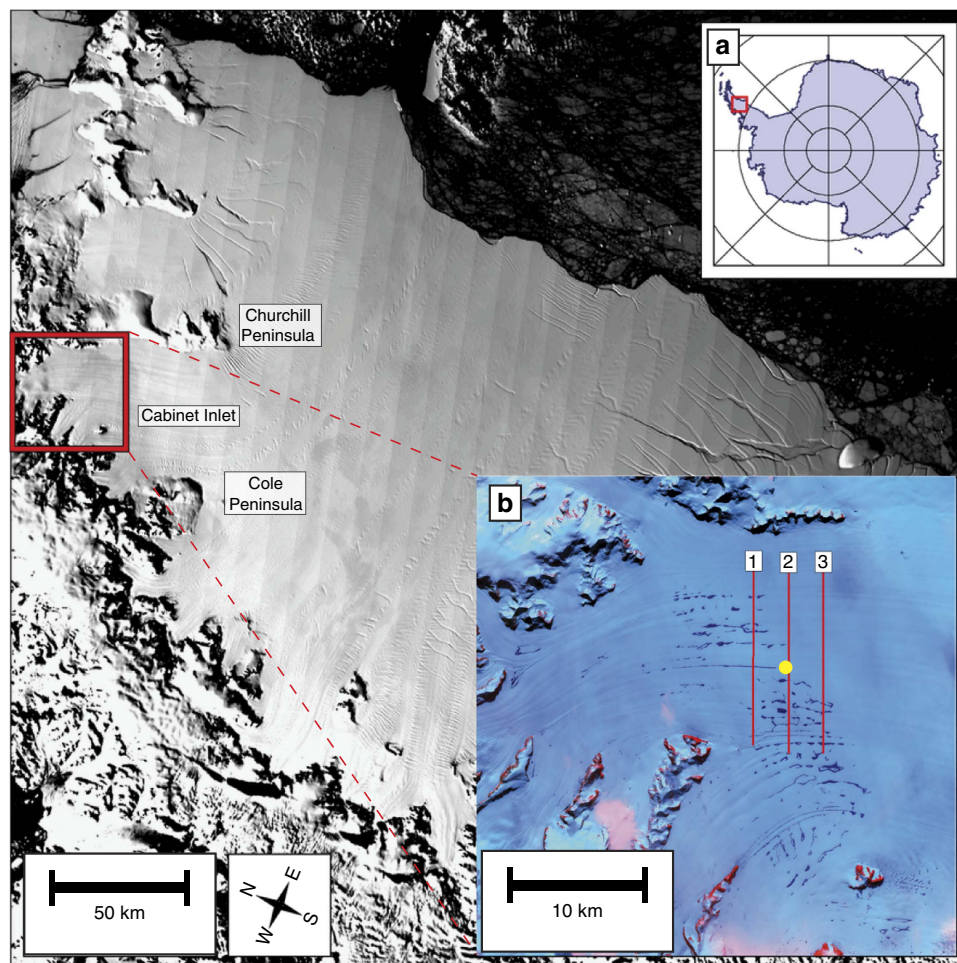 a
Churchill
Peninsula
Cabinet Inlet
Cole
Peninsula
b
1 2 3
50 km
N E
W S
10 km